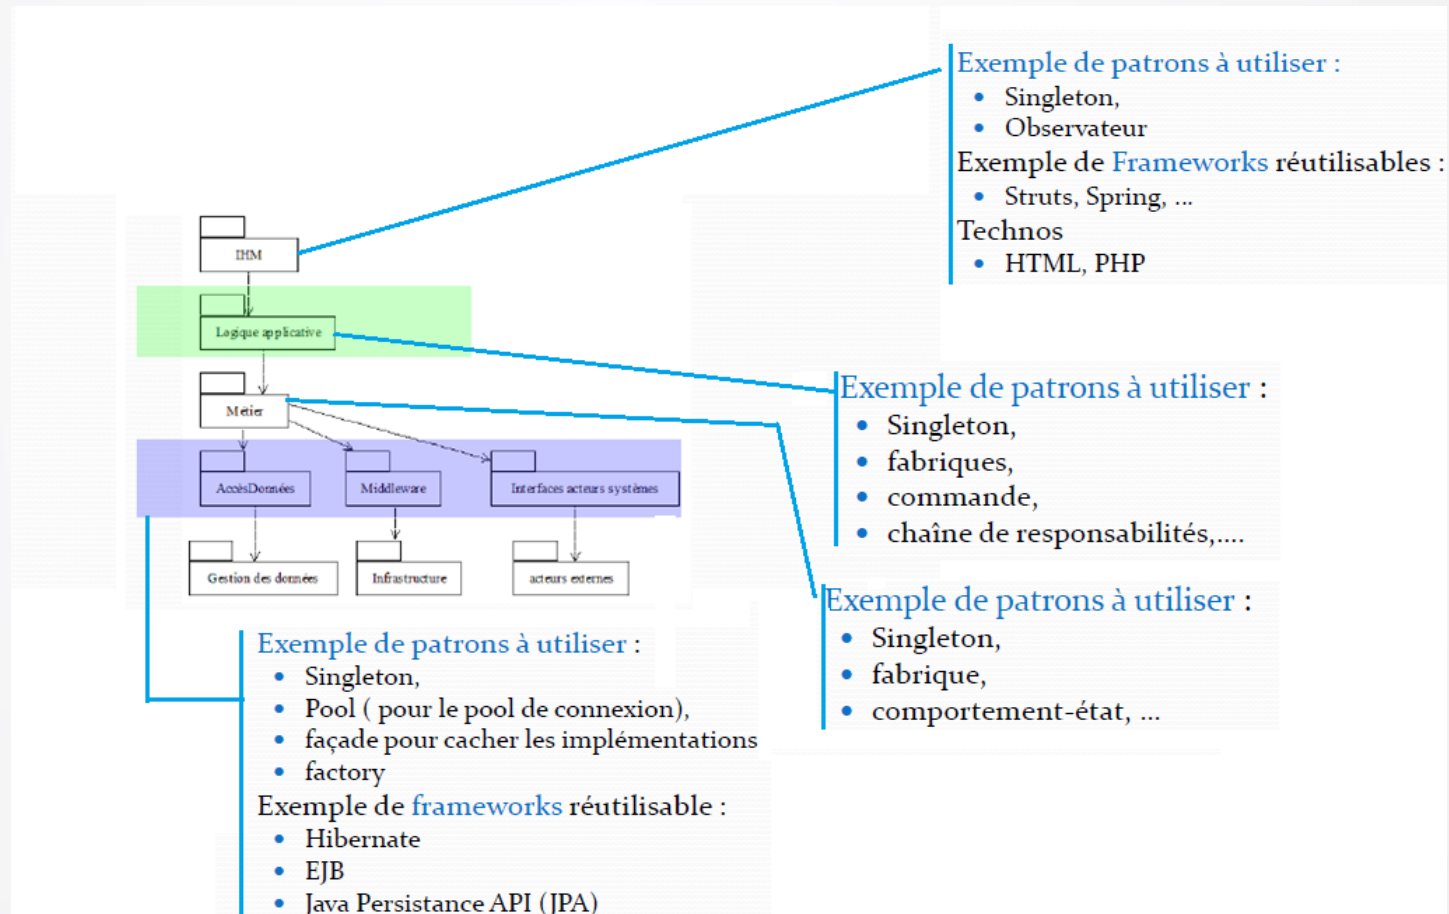 Exemple de patrons à utiliser :
• Singleton,
• Observateur
Exemple de Frameworks réutilisables :
• Struts, Spring, ...
Technos
• HTML, PHP
IHM
Logique applicative
Métier
AccèsDonnées
Middleware
Interfaces acteurs systèmes
Gestion des données
Infrastructure
acteurs externes
Exemple de patrons à utiliser :
• Singleton,
• fabriques,
• commande,
• chaîne de responsabilités,....
Exemple de patrons à utiliser :
• Singleton,
• fabrique,
• comportement-état, ...
Exemple de patrons à utiliser :
• Singleton,
• Pool ( pour le pool de connexion),
• façade pour cacher les implémentations
• factory
Exemple de frameworks réutilisable :
• Hibernate
• EJB
• Java Persistance API (JPA)